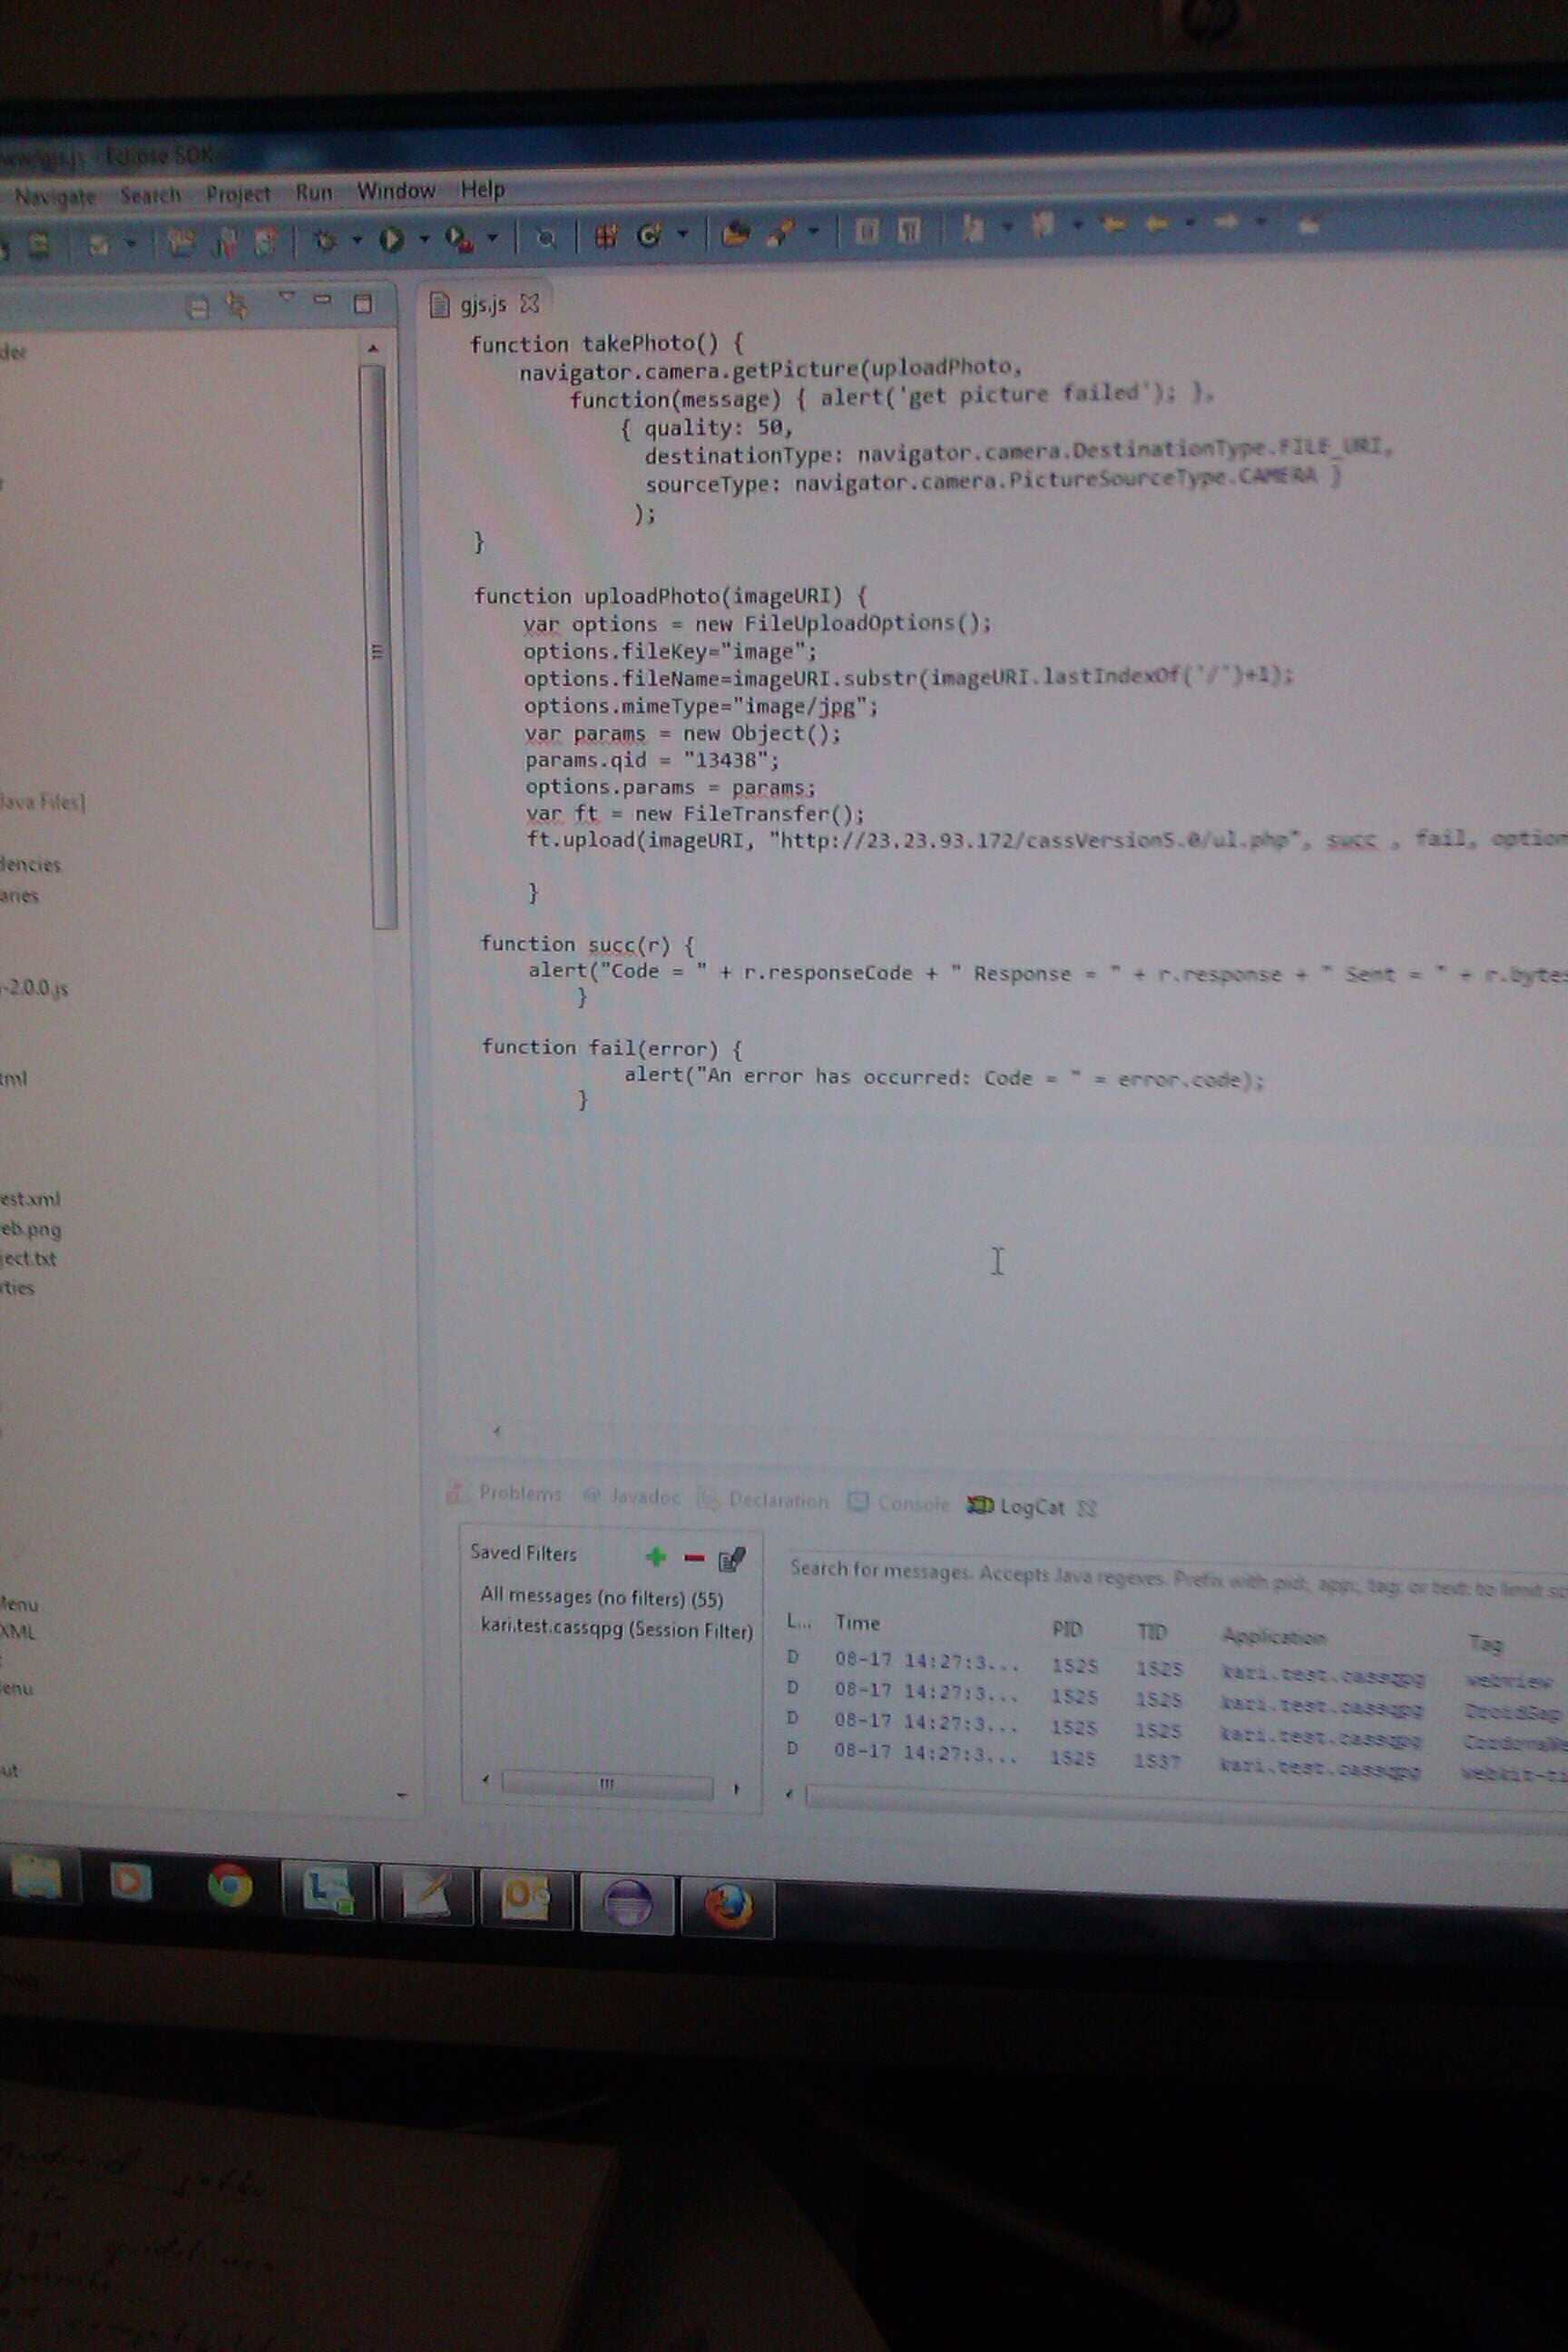 Eclipse SDK
Navigate Search Project Run Window Help
gjs.js
function takePhoto() {
navigator.camera.getPicture(uploadPhoto,
function(message) { alert('get picture failed'); },
{ quality: 50,
destinationType: navigator.camera.DestinationType.FILE_URI,
sourceType: navigator.camera.PictureSourceType.CAMERA }
);
}
function uploadPhoto(imageURI) {
var options = new FileUploadOptions();
options.fileKey="image";
options.fileName=imageURI.substr(imageURI.lastIndexOf('/')+1);
options.mimeType="image/jpg";
var params = new Object();
params.qid = "13438";
options.params = params;
var ft = new FileTransfer();
ft.upload(imageURI, "http://23.23.93.172/cassVersion5.0/ul.php", succ , fail, option
}
function succ(r) {
alert("Code = " + r.responseCode + " Response = " + r.response + " Sent = " + r.bytes
}
function fail(error) {
alert("An error has occurred: Code = " = error.code);
}
der
Java Files]
dencies
aries
-2.0.0.js
tml
est.xml
eb.png
ject.txt
rties
Menu
XML
enu
ut
Problems Javadoc Declaration Console LogCat
Saved Filters
All messages (no filters) (55)
kari.test.cassqpg (Session Filter)
Search for messages. Accepts Java regexes. Prefix with pid:, app:, tag: or text: to limit sc
L... Time PID TID Application Tag
D 08-17 14:27:3... 1525 1525 kari.test.cassqpg webview
D 08-17 14:27:3... 1525 1525 kari.test.cassqpg DroidGap
D 08-17 14:27:3... 1525 1525 kari.test.cassqpg CordovaWe
D 08-17 14:27:3... 1525 1537 kari.test.cassqpg webkit-ti